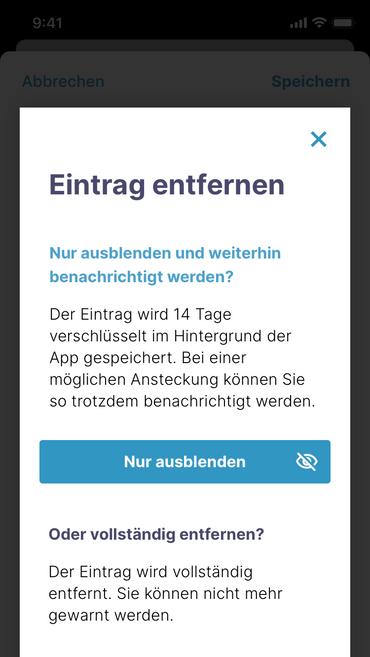 9:41
Abbrechen Speichern
Eintrag entfernen
Nur ausblenden und weiterhin
benachrichtigt werden?
Der Eintrag wird 14 Tage
verschlüsselt im Hintergrund der
App gespeichert. Bei einer
möglichen Ansteckung können Sie
so trotzdem benachrichtigt werden.
Nur ausblenden
Oder vollständig entfernen?
Der Eintrag wird vollständig
entfernt. Sie können nicht mehr
gewarnt werden.